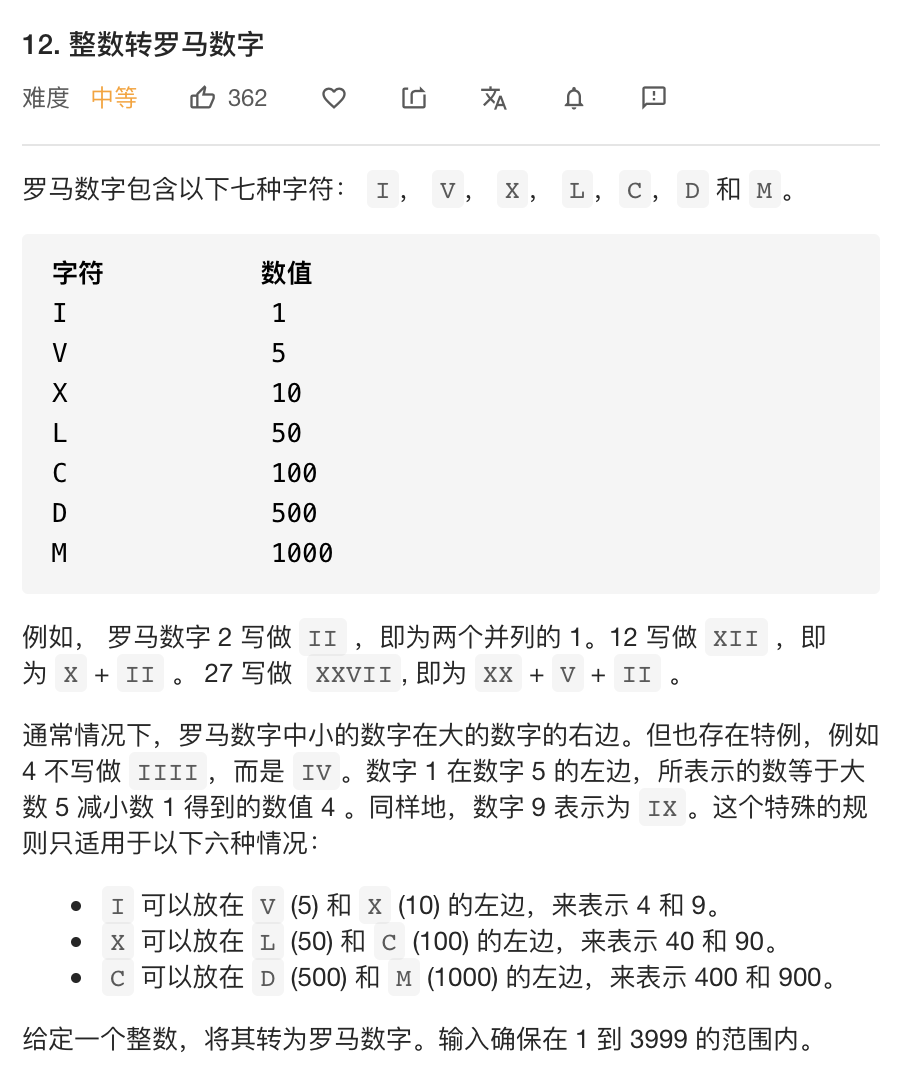 12. 整数转罗马数字
难度 中等 362
罗马数字包含以下七种字符： I， V， X， L，C，D 和 M。
字符 数值
I 1
V 5
X 10
L 50
C 100
D 500
M 1000
例如， 罗马数字 2 写做 II ，即为两个并列的 1。12 写做 XII ，即
为 X + II 。 27 写做 XXVII, 即为 XX + V + II 。
通常情况下，罗马数字中小的数字在大的数字的右边。但也存在特例，例如
4 不写做 IIII，而是 IV。数字 1 在数字 5 的左边，所表示的数等于大
数 5 减小数 1 得到的数值 4 。同样地，数字 9 表示为 IX。这个特殊的规
则只适用于以下六种情况：
• I 可以放在 V (5) 和 X (10) 的左边，来表示 4 和 9。
• X 可以放在 L (50) 和 C (100) 的左边，来表示 40 和 90。
• C 可以放在 D (500) 和 M (1000) 的左边，来表示 400 和 900。
给定一个整数，将其转为罗马数字。输入确保在 1 到 3999 的范围内。